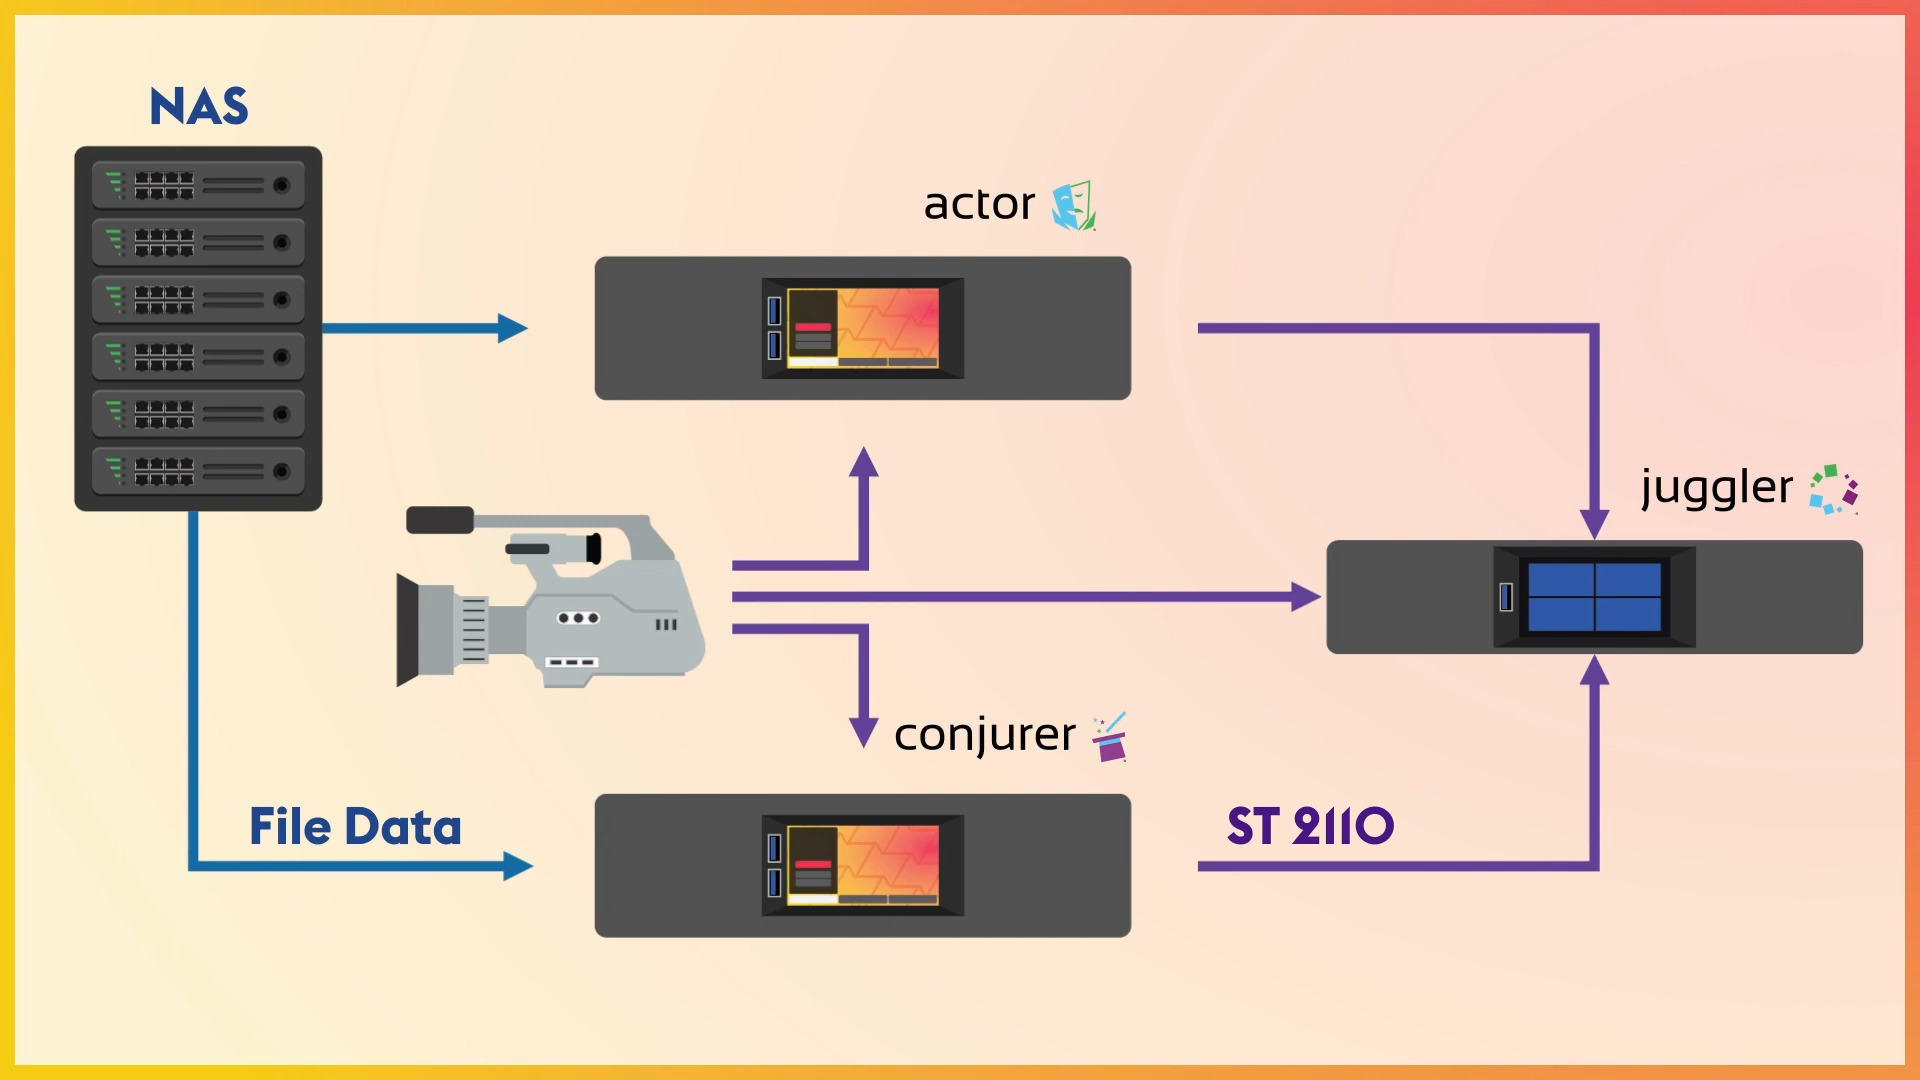 NAS
actor
juggler
conjurer
File Data
ST 2110